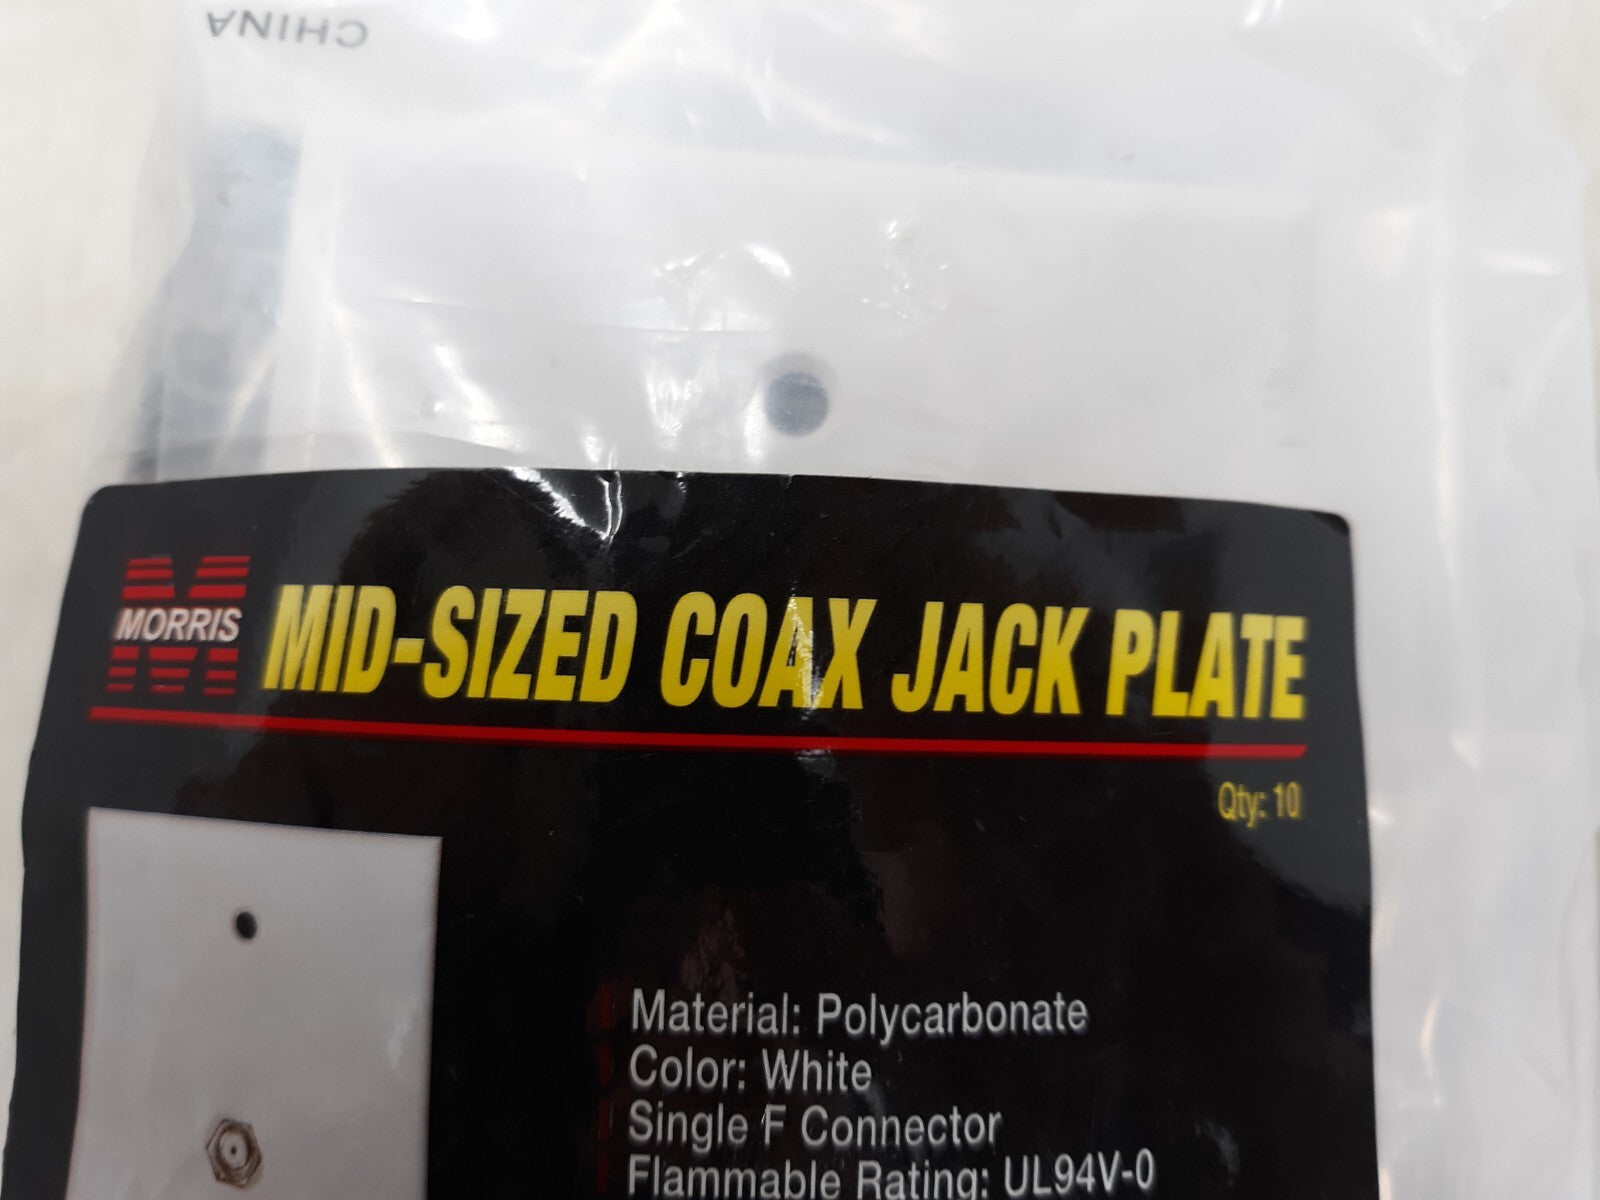 CHINA
MORRIS
MID-SIZED COAX JACK PLATE
Qty: 10
Material: Polycarbonate
Color: White
Single F Connector
Flammable Rating: UL94V-0